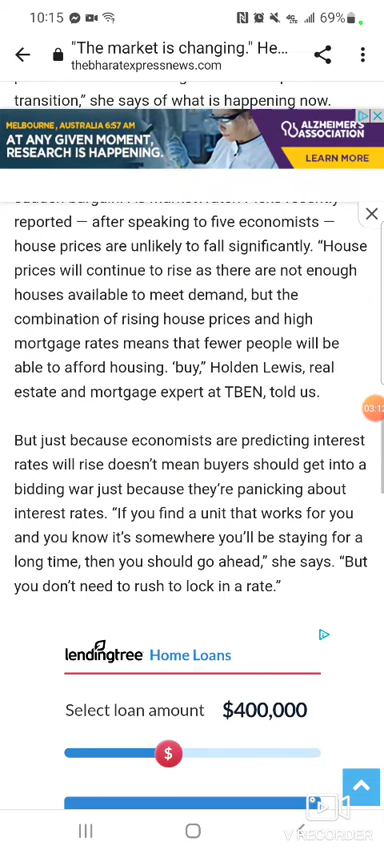 10:15 69%
"The market is changing." He...
thebharatexpressnews.com
transition,” she says of what is happening now.
MELBOURNE, AUSTRALIA 6:57 AM
AT ANY GIVEN MOMENT,
RESEARCH IS HAPPENING.
ALZHEIMER'S
ASSOCIATION
LEARN MORE
reported — after speaking to five economists —
house prices are unlikely to fall significantly. “House
prices will continue to rise as there are not enough
houses available to meet demand, but the
combination of rising house prices and high
mortgage rates means that fewer people will be
able to afford housing. ‘buy,” Holden Lewis, real
estate and mortgage expert at TBEN, told us.
03:12
But just because economists are predicting interest
rates will rise doesn’t mean buyers should get into a
bidding war just because they’re panicking about
interest rates. “If you find a unit that works for you
and you know it’s somewhere you’ll be staying for a
long time, then you should go ahead,” she says. “But
you don’t need to rush to lock in a rate.”
lendingtree Home Loans
Select loan amount $400,000
$
V RECORDER